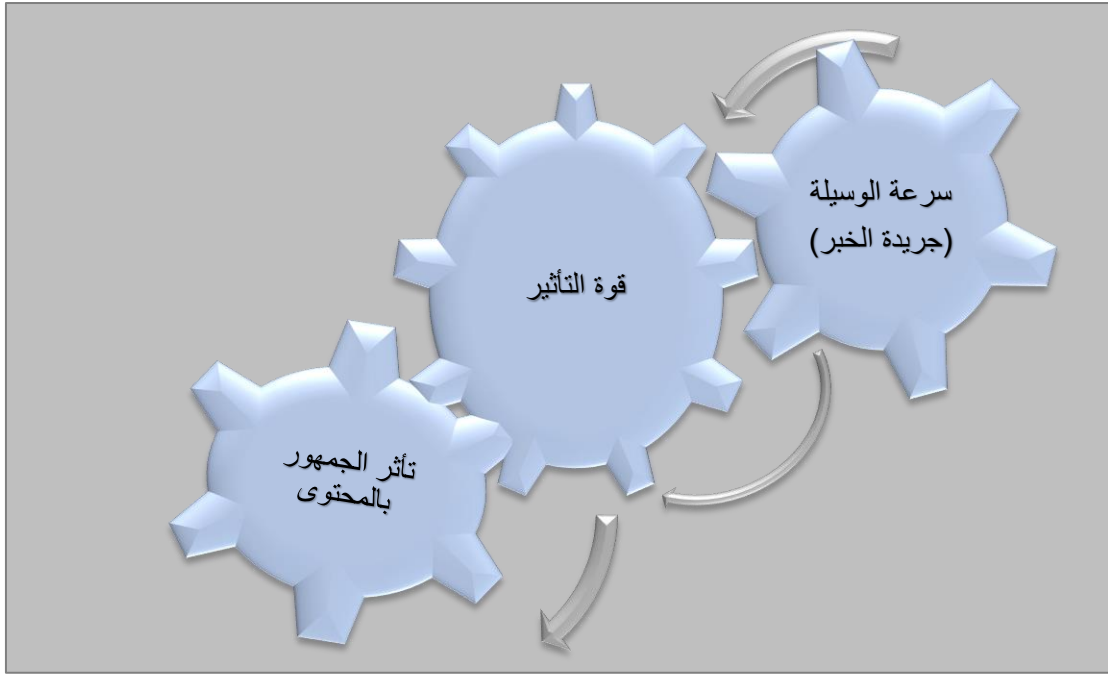 سرعة الوسيلة
(جريدة الخبر)
قوة التأثير
تأثر الجمهور
بالمحتوى